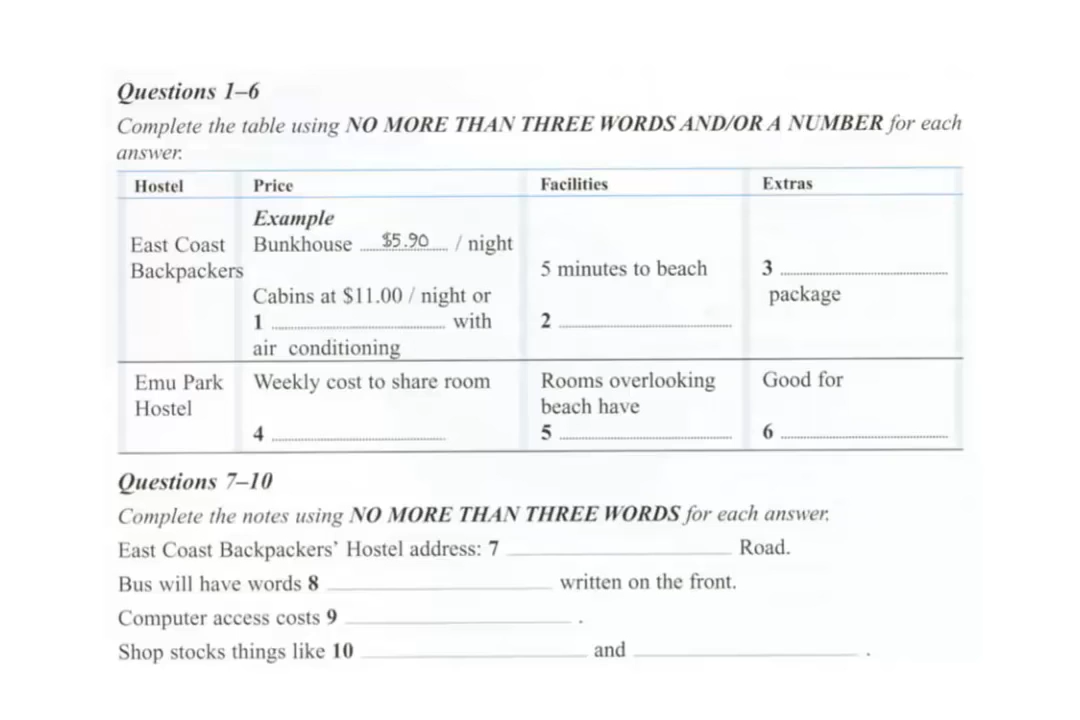 Questions 1–6
Complete the table using NO MORE THAN THREE WORDS AND/OR A NUMBER for each
answer.
Hostel Price Facilities Extras
Example
East Coast Bunkhouse $5.90 / night
Backpackers 5 minutes to beach 3
Cabins at $11.00 / night or package
1 with 2
air conditioning
Emu Park Weekly cost to share room Rooms overlooking Good for
Hostel beach have
4 5 6
Questions 7–10
Complete the notes using NO MORE THAN THREE WORDS for each answer.
East Coast Backpackers' Hostel address: 7 Road.
Bus will have words 8 written on the front.
Computer access costs 9 .
Shop stocks things like 10 and .